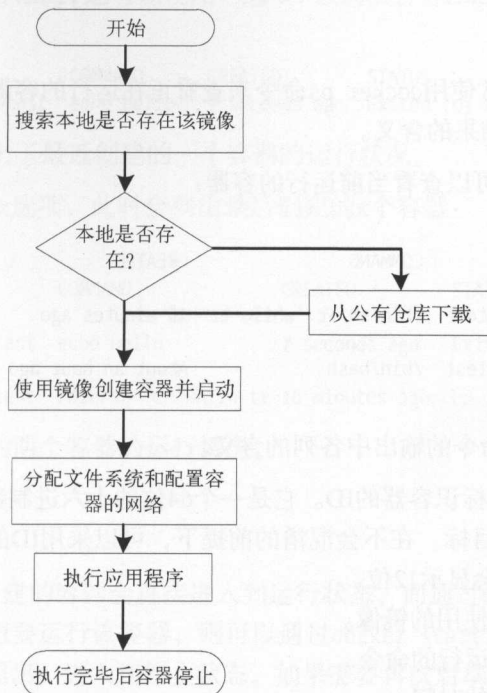 开始
搜索本地是否存在该镜像
本地是否存
在?
从公有仓库下载
使用镜像创建容器并启动
分配文件系统和配置容
器的网络
执行应用程序
执行完毕后容器停止